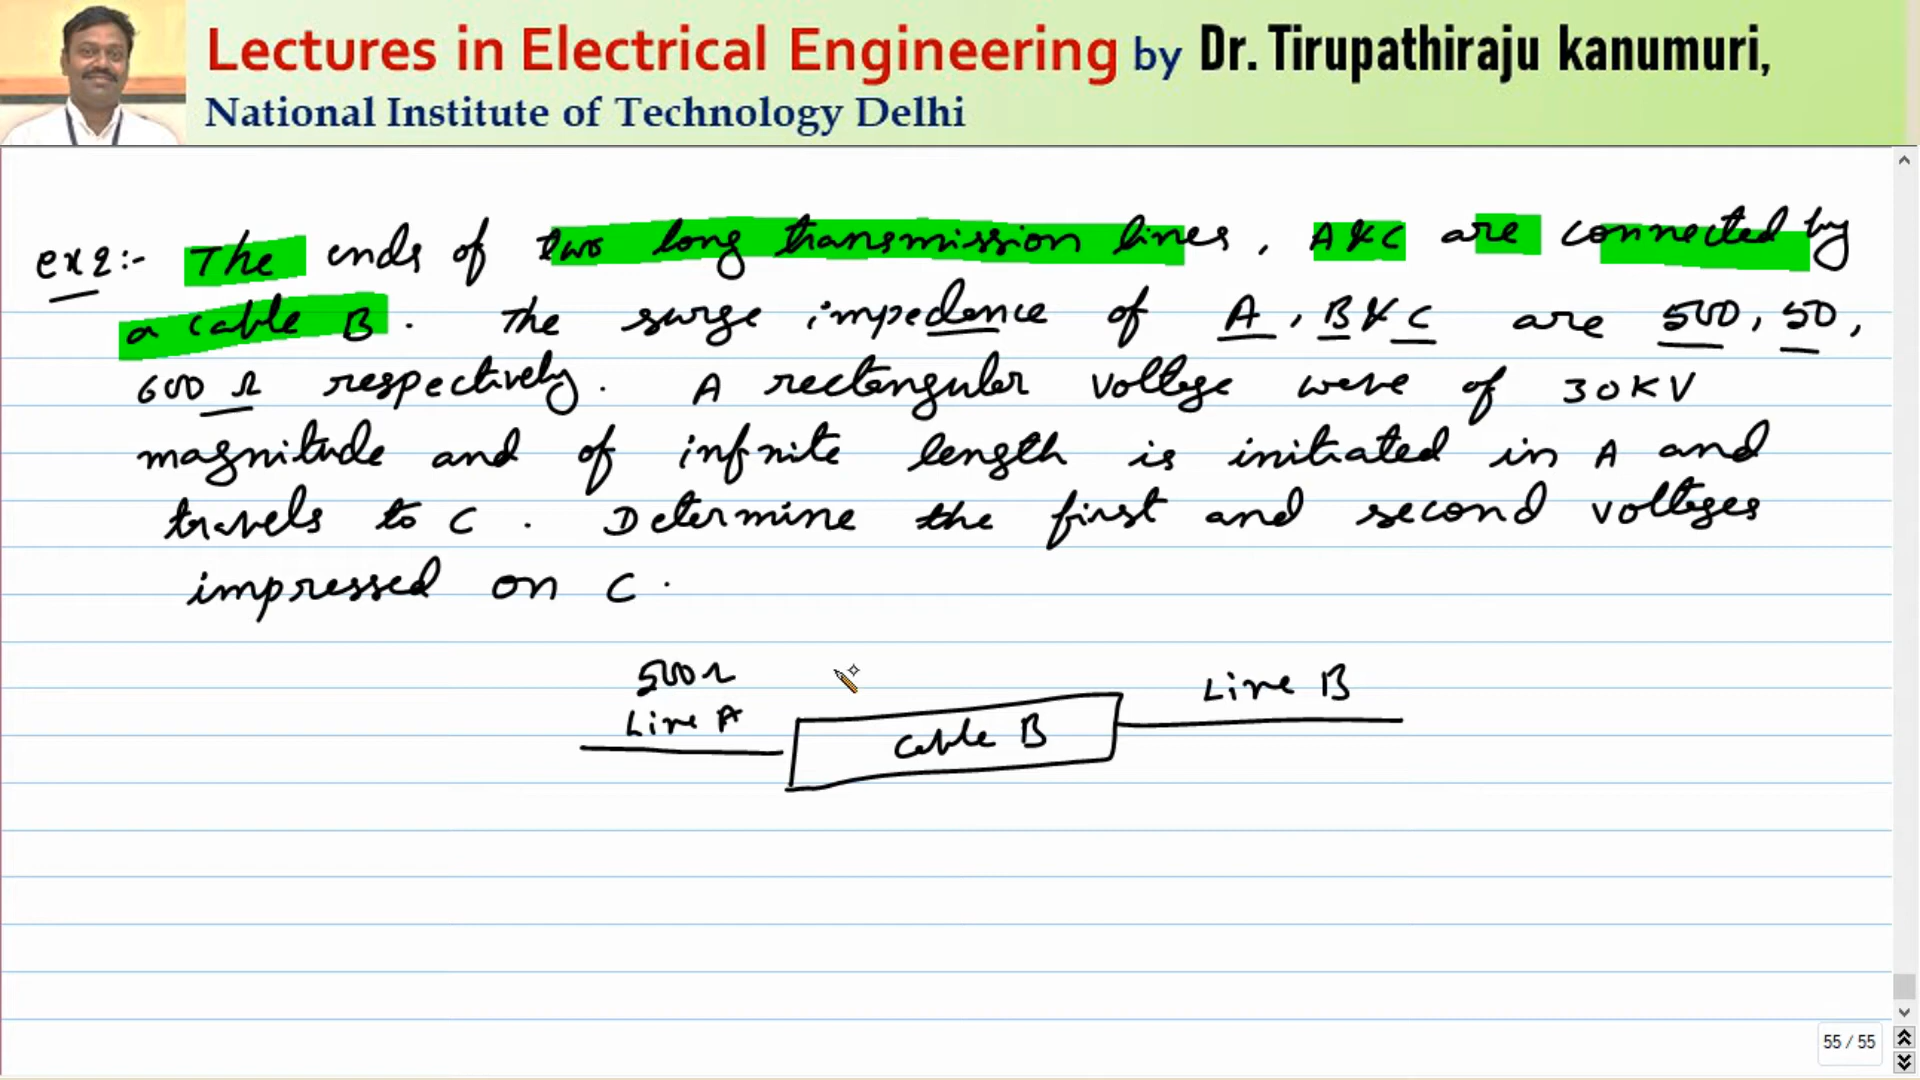 Lectures in Electrical Engineering by Dr. Tirupathiraju kanumuri,
National Institute of Technology Delhi
ex2:- The ends of two long transmission lines, A & C are connected by
a cable B. The surge impedence of A, B & C are 500, 50,
600 Ω respectively. A rectangular voltage wave of 30KV
magnitude and of infinite length is initiated in A and
travels to C. Determine the first and second voltages
impressed on C.
500Ω
Line A
Cable B
Line B
55 / 55